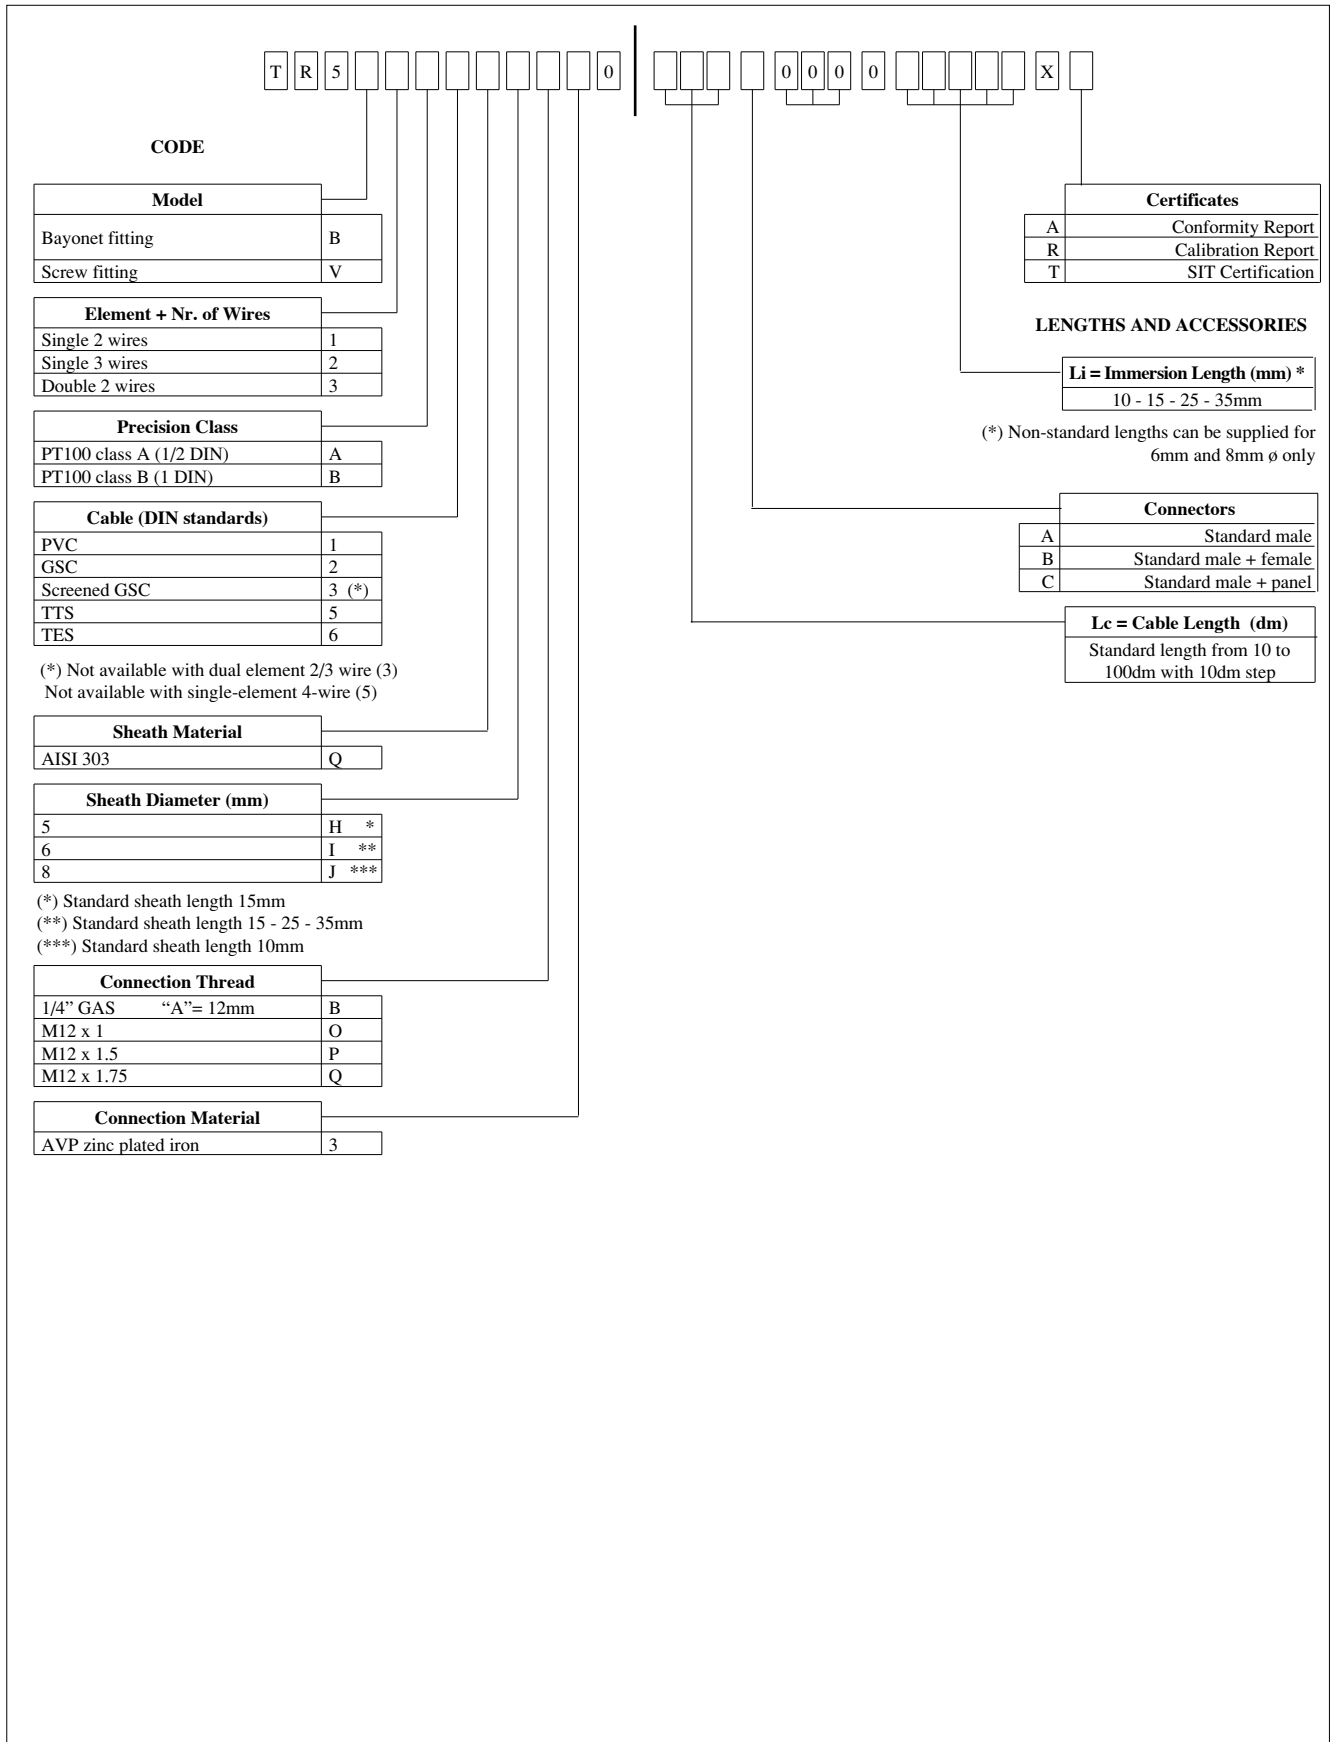 T R 5 0 0 0 0 0 X
CODE
Model
Bayonet fitting B
Screw fitting V
Element + Nr. of Wires
Single 2 wires 1
Single 3 wires 2
Double 2 wires 3
Precision Class
PT100 class A (1/2 DIN) A
PT100 class B (1 DIN) B
Cable (DIN standards)
PVC 1
GSC 2
Screened GSC 3 (*)
TTS 5
TES 6
(*) Not available with dual element 2/3 wire (3)
Not available with single-element 4-wire (5)
Sheath Material
AISI 303 Q
Sheath Diameter (mm)
5 H *
6 I **
8 J ***
(*) Standard sheath length 15mm
(**) Standard sheath length 15 - 25 - 35mm
(***) Standard sheath length 10mm
Connection Thread
1/4” GAS “A”= 12mm B
M12 x 1 O
M12 x 1.5 P
M12 x 1.75 Q
Connection Material
AVP zinc plated iron 3
Certificates
A Conformity Report
R Calibration Report
T SIT Certification
LENGTHS AND ACCESSORIES
Li = Immersion Length (mm) *
10 - 15 - 25 - 35mm
(*) Non-standard lengths can be supplied for
6mm and 8mm ø only
Connectors
A Standard male
B Standard male + female
C Standard male + panel
Lc = Cable Length (dm)
Standard length from 10 to
100dm with 10dm step